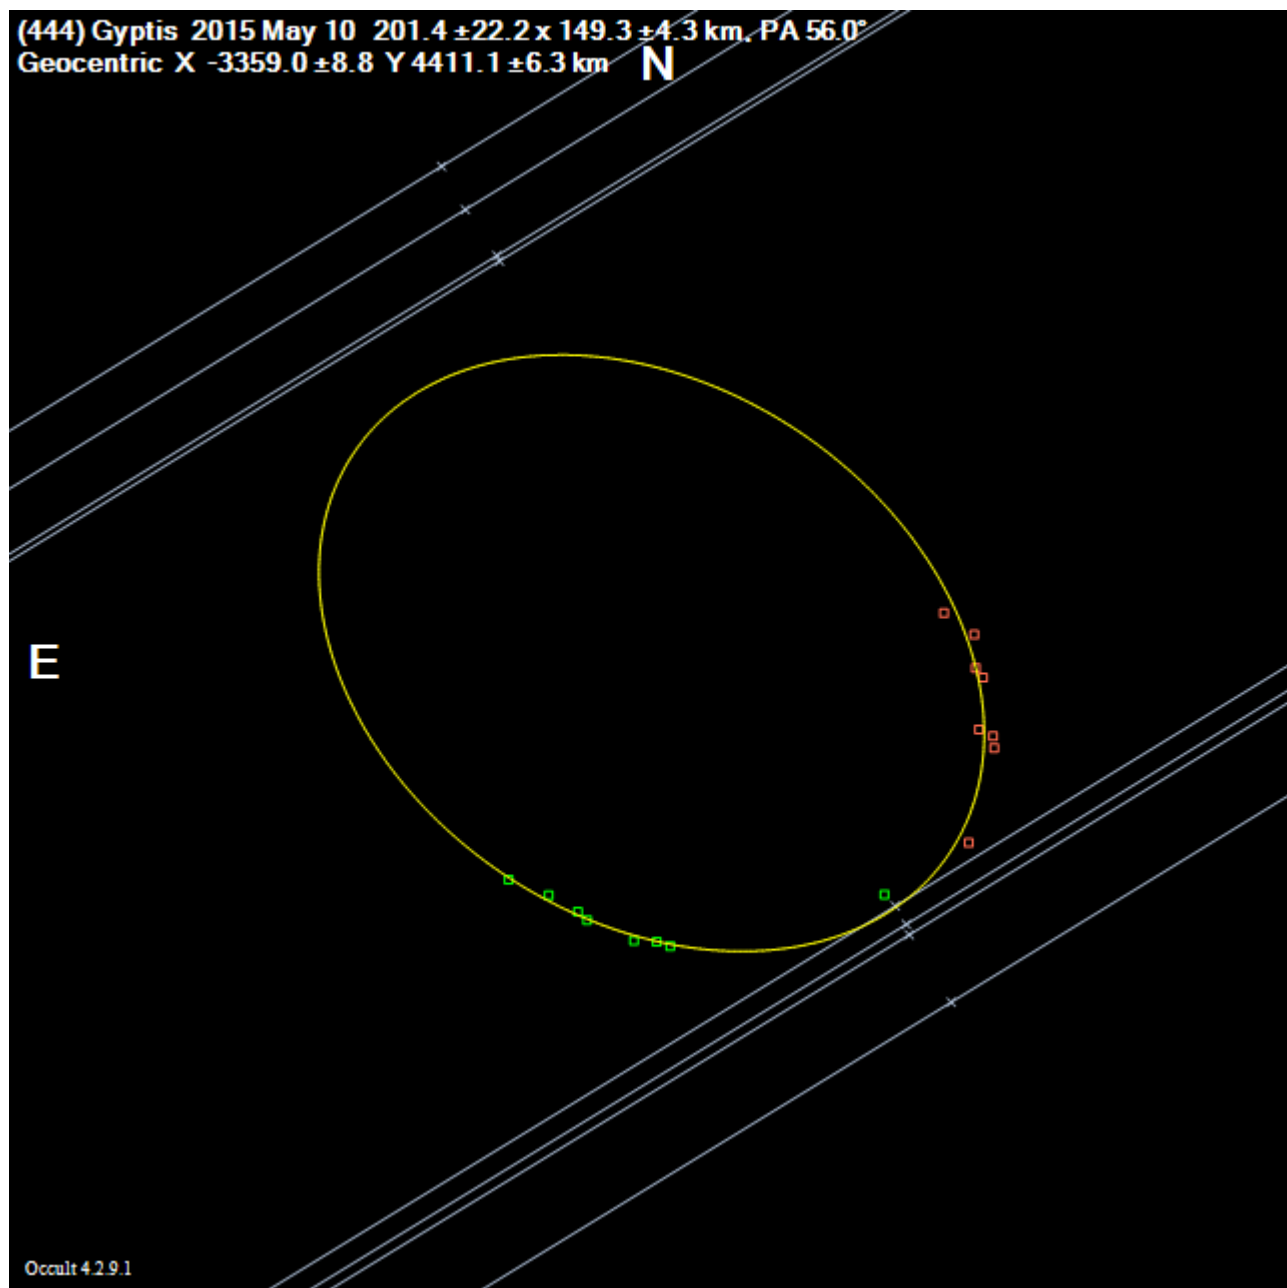 (444) Gyptis 2015 May 10 201.4 ±22.2 x 149.3 ±4.3 km. PA 56.0°
Geocentric X -3359.0 ±8.8 Y 4411.1 ±6.3 km
N
E
Occult 4.2.9.1